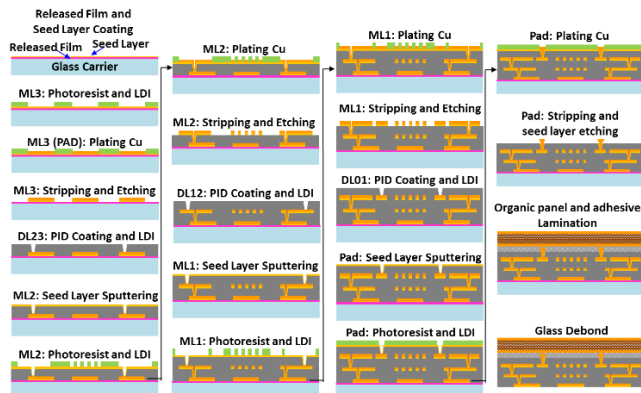 Released Film and
Seed Layer Coating
Released Film
Seed Layer
Glass Carrier
ML3: Photoresist and LDI
ML3 (PAD): Plating Cu
ML3: Stripping and Etching
DL23: PID Coating and LDI
ML2: Seed Layer Sputtering
ML2: Photoresist and LDI
ML2: Plating Cu
ML2: Stripping and Etching
DL12: PID Coating and LDI
ML1: Seed Layer Sputtering
ML1: Photoresist and LDI
ML1: Plating Cu
ML1: Stripping and Etching
DL01: PID Coating and LDI
Pad: Seed Layer Sputtering
Pad: Photoresist and LDI
Pad: Plating Cu
Pad: Stripping and
seed layer etching
Organic panel and adhesive
Lamination
Glass Debond